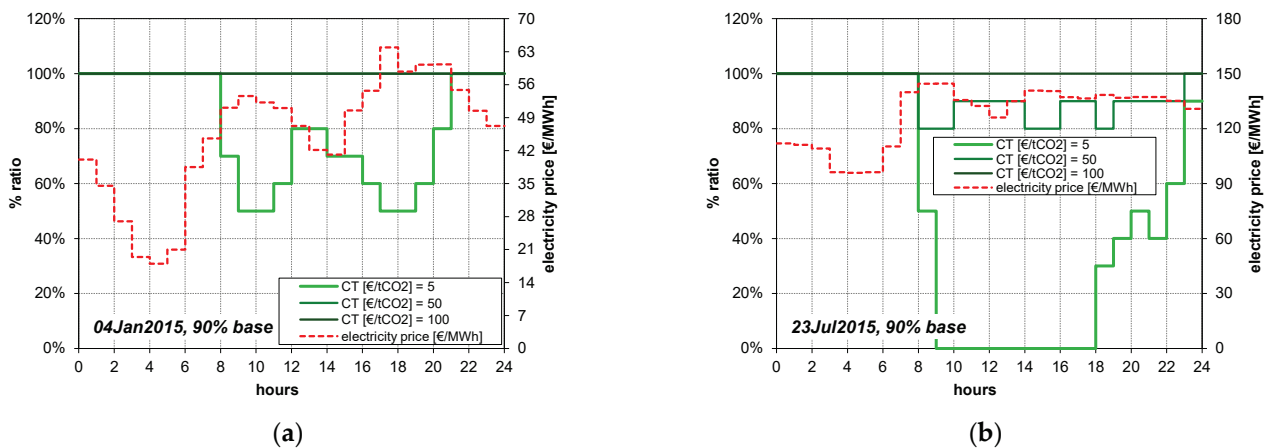 120%
100%
80%
60%
40%
20%
0%
% ratio
70
63
56
49
42
35
28
21
14
7
0
electricity price [€/MWh]
CT [€/tCO2] = 5
CT [€/tCO2] = 50
CT [€/tCO2] = 100
electricity price [€/MWh]
04Jan2015, 90% base
0 2 4 6 8 10 12 14 16 18 20 22 24
hours
(a)
120%
100%
80%
60%
40%
20%
0%
% ratio
180
150
120
90
60
30
0
electricity price [€/MWh]
CT [€/tCO2] = 5
CT [€/tCO2] = 50
CT [€/tCO2] = 100
electricity price [€/MWh]
23Jul2015, 90% base
0 2 4 6 8 10 12 14 16 18 20 22 24
hours
(b)